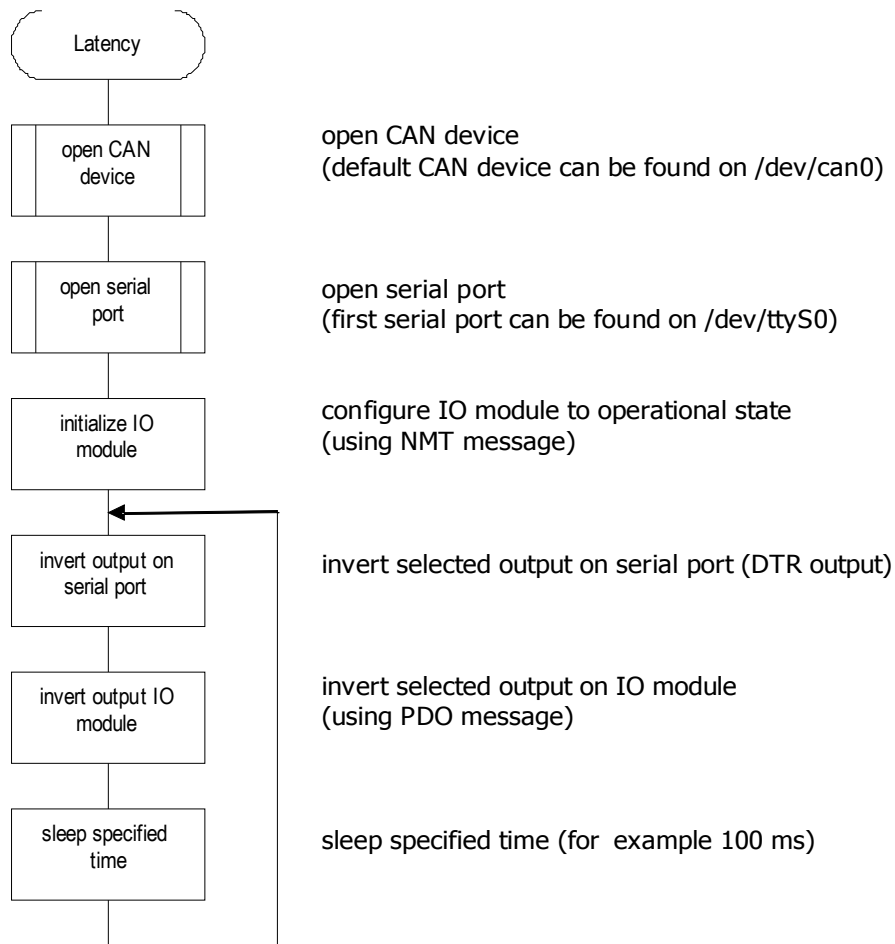 Latency
open CAN
device
open CAN device
(default CAN device can be found on /dev/can0)
open serial
port
open serial port
(first serial port can be found on /dev/ttyS0)
initialize IO
module
configure IO module to operational state
(using NMT message)
invert output on
serial port
invert selected output on serial port (DTR output)
invert output IO
module
invert selected output on IO module
(using PDO message)
sleep specified
time
sleep specified time (for example 100 ms)